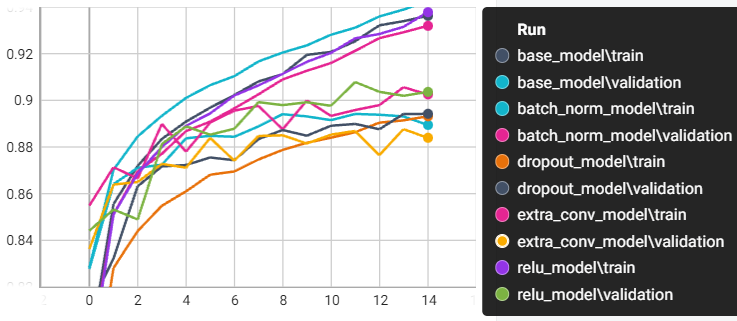 0.92
0.9
0.88
0.86
0.84
2
0
2
4
6
8
10
12
14
Run
base_model\train
base_model\validation
batch_norm_model\train
batch_norm_model\validation
dropout_model\train
dropout_model\validation
extra_conv_model\train
extra_conv_model\validation
relu_model\train
relu_model\validation